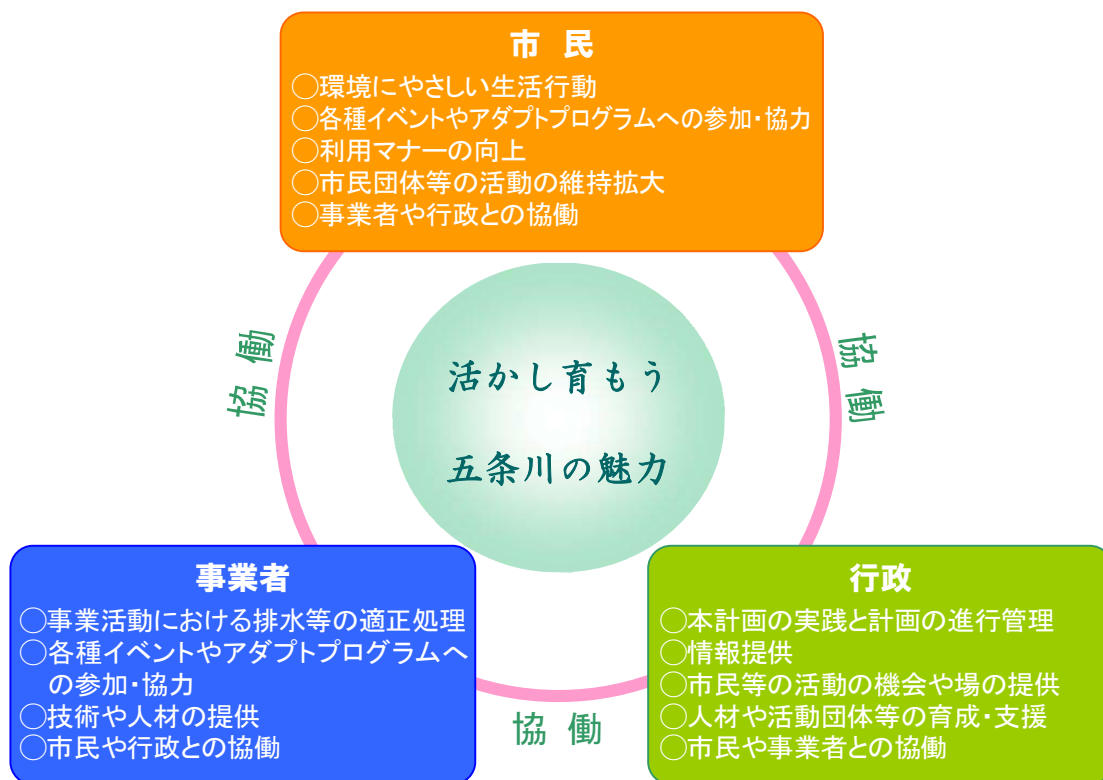 市 民
○環境にやさしい生活行動
○各種イベントやアダプトプログラムへの参加・協力
○利用マナーの向上
○市民団体等の活動の維持拡大
○事業者や行政との協働
協 働
協 働
活かし育もう
五条川の魅力
事業者
○事業活動における排水等の適正処理
○各種イベントやアダプトプログラムへ
の参加・協力
○技術や人材の提供
○市民や行政との協働
協 働
行政
○本計画の実践と計画の進行管理
○情報提供
○市民等の活動の機会や場の提供
○人材や活動団体等の育成・支援
○市民や事業者との協働